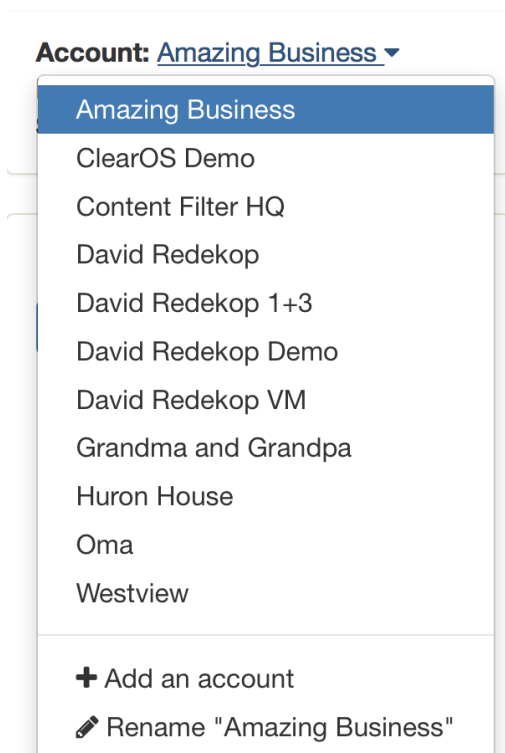 Account: Amazing Business
Amazing Business
ClearOS Demo
Content Filter HQ
David Redekop
David Redekop 1+3
David Redekop Demo
David Redekop VM
Grandma and Grandpa
Huron House
Oma
Westview
Add an account
Rename "Amazing Business"